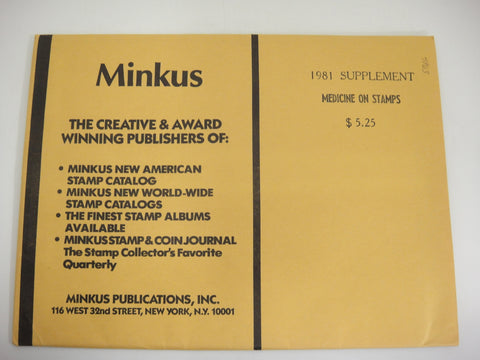 Minkus
THE CREATIVE & AWARD
WINNING PUBLISHERS OF:
• MINKUS NEW AMERICAN
STAMP CATALOG
• MINKUS NEW WORLD-WIDE
STAMP CATALOGS
• THE FINEST STAMP ALBUMS
AVAILABLE
• MINKUS STAMP & COIN JOURNAL
The Stamp Collector's Favorite
Quarterly
MINKUS PUBLICATIONS, INC.
116 WEST 32nd STREET, NEW YORK, N.Y. 10001
1981 SUPPLEMENT
MEDICINE ON STAMPS
$ 5.25